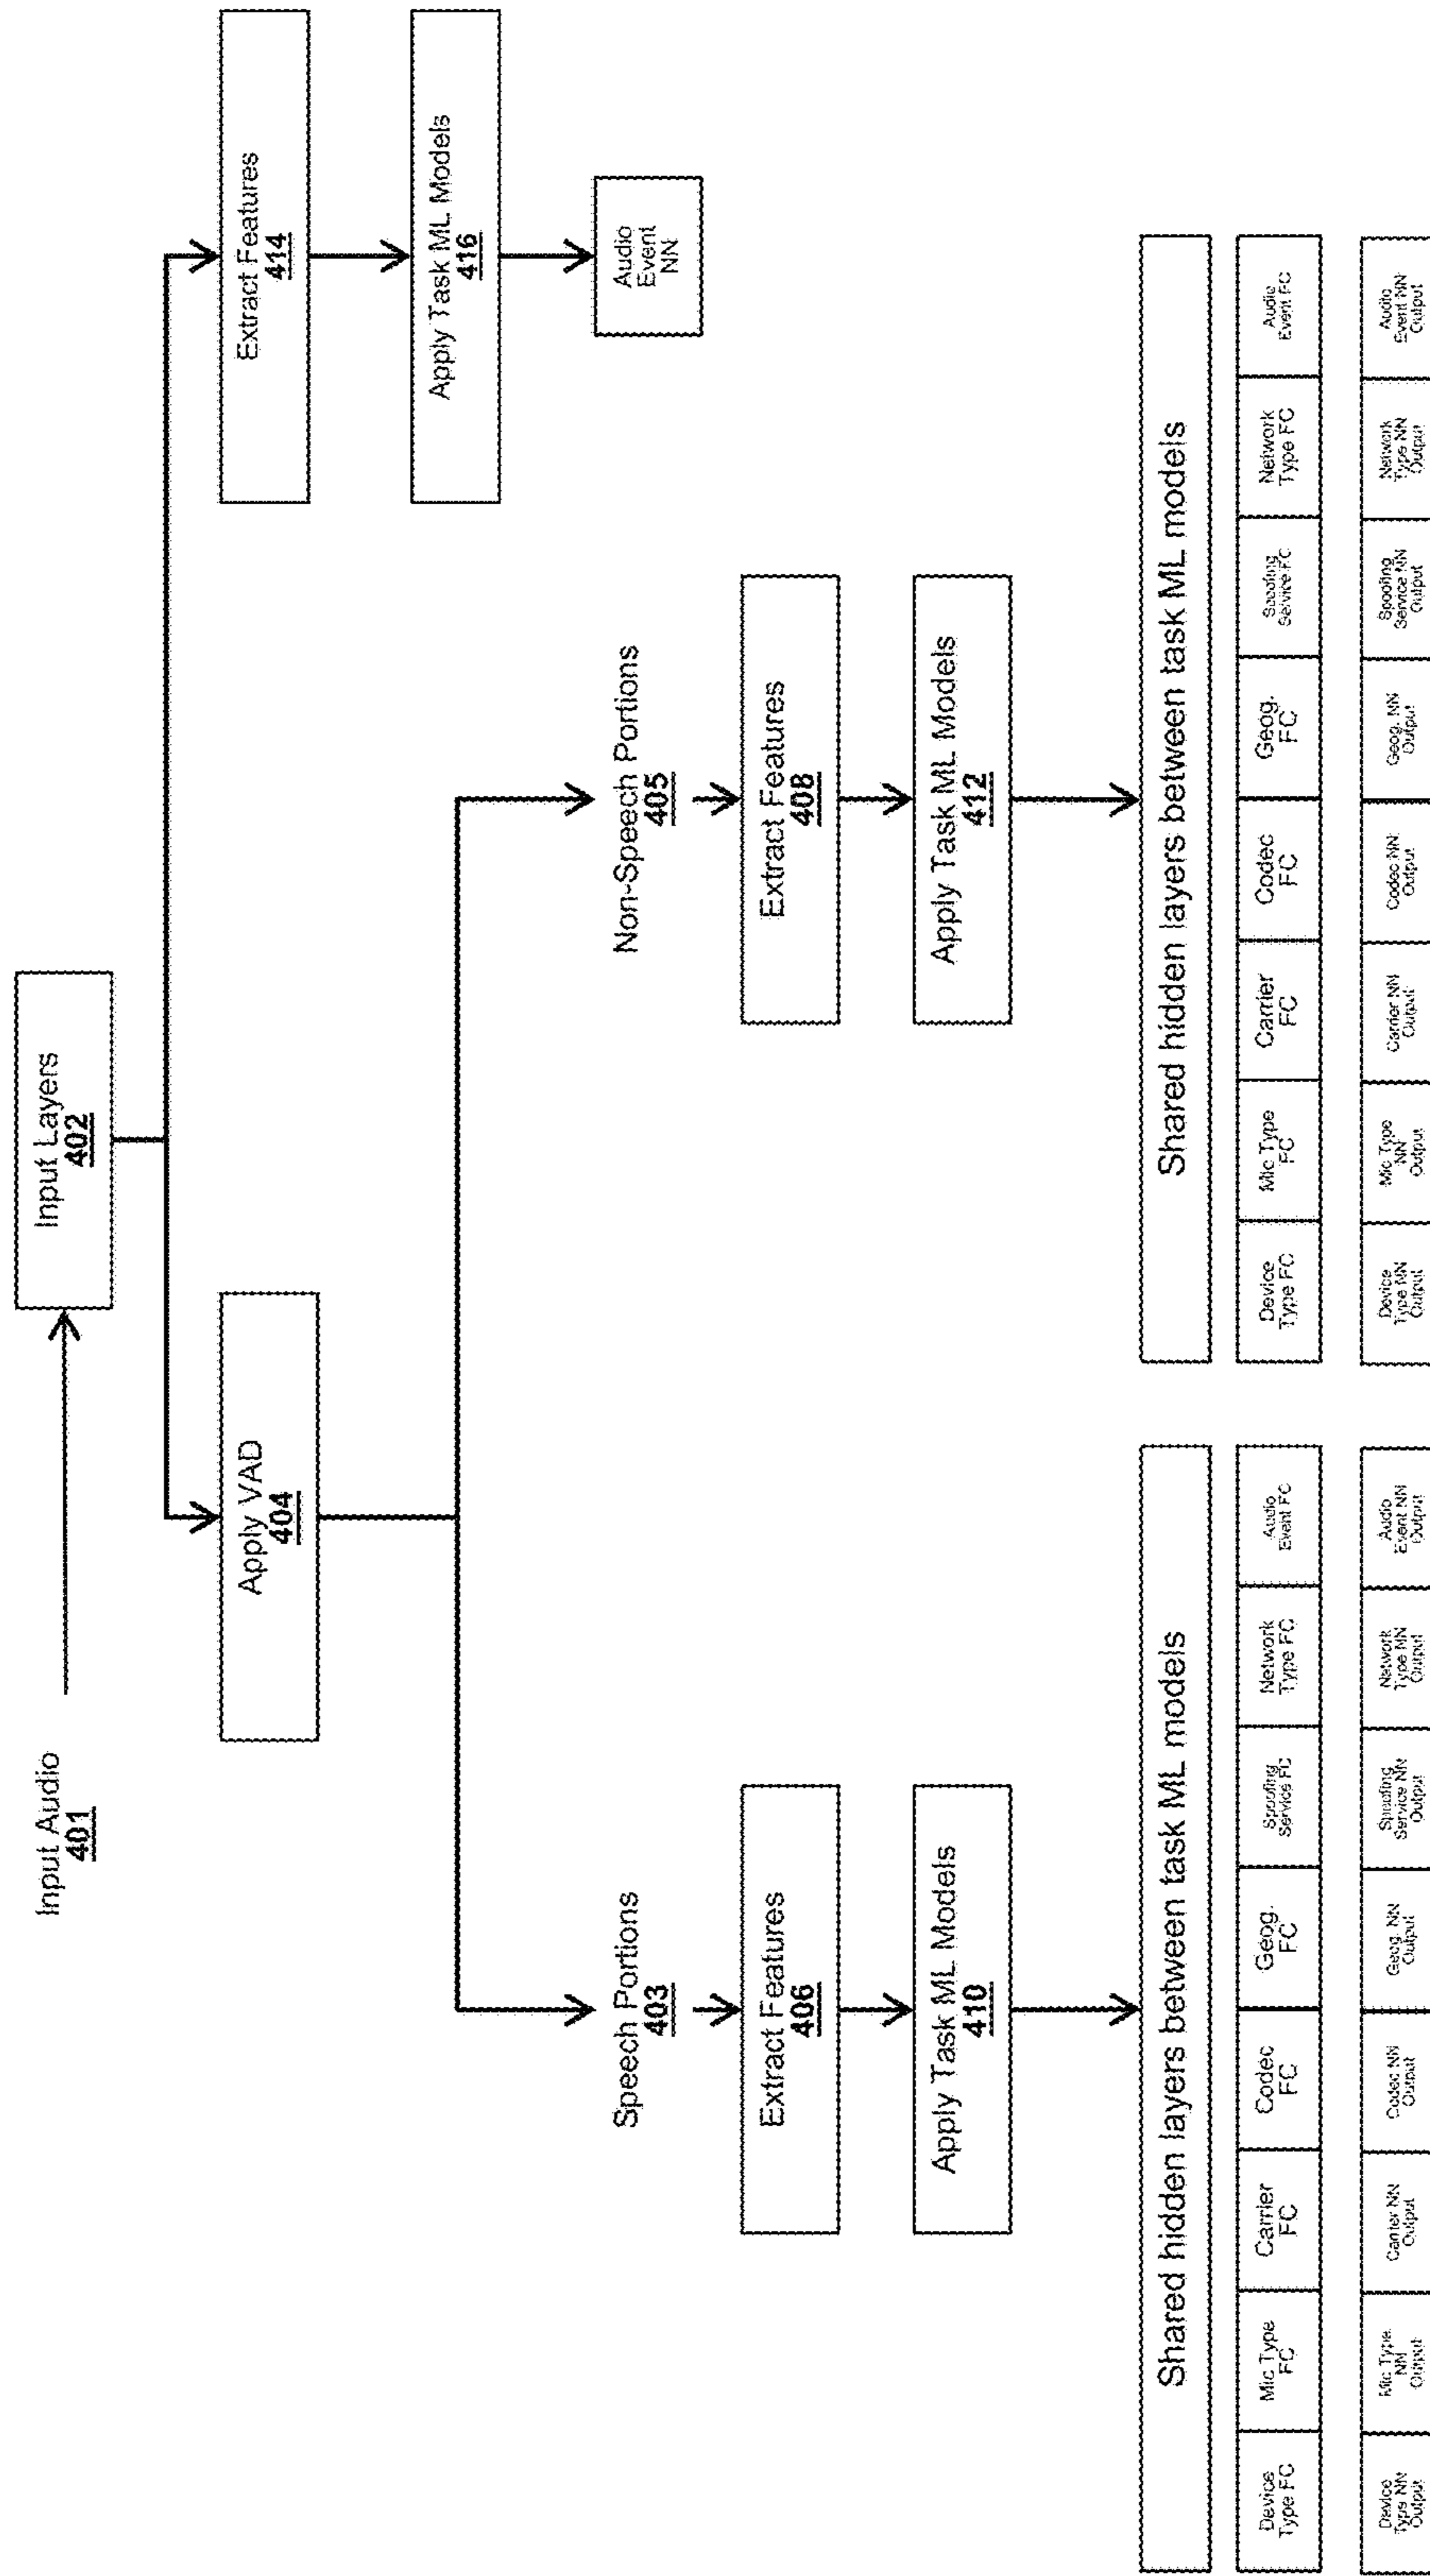 Input Audio
401
Input Layers
402
Apply VAD
404
Extract Features
414
Apply Task ML Models
416
Audio
Event
NN
Speech Portions
403
Non-Speech Portions
405
Extract Features
406
Extract Features
408
Apply Task ML Models
410
Apply Task ML Models
412
Shared hidden layers between task ML models
Device
Type FC
Mic Type
FC
Carrier
FC
Codec
FC
Geog.
FC
Spoofing
Service FC
Network
Type FC
Audio
Event FC
Device
Type NN
Output
Mic Type
NN
Output
Carrier NN
Output
Codec NN
Output
Geog. NN
Output
Spoofing
Service NN
Output
Network
Type NN
Output
Audio
Event NN
Output
Shared hidden layers between task ML models
Device
Type FC
Mic Type
FC
Carrier
FC
Codec
FC
Geog.
FC
Spoofing
Service FC
Network
Type FC
Audio
Event FC
Device
Type NN
Output
Mic Type
NN
Output
Carrier NN
Output
Codec NN
Output
Geog. NN
Output
Spoofing
Service NN
Output
Network
Type NN
Output
Audio
Event NN
Output